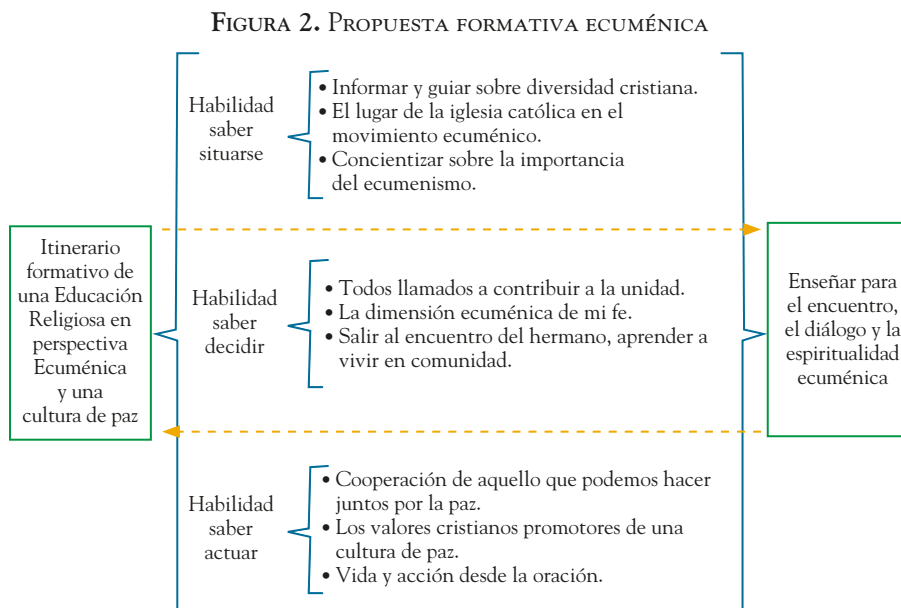 FIGURA 2. PROPUESTA FORMATIVA ECUMÉNICA
Habilidad
saber
situarse
• Informar y guiar sobre diversidad cristiana.
• El lugar de la iglesia católica en el
movimiento ecuménico.
• Concientizar sobre la importancia
del ecumenismo.
Itinerario
formativo de
una Educación
Religiosa en
perspectiva
Ecuménica
y una
cultura de paz
Habilidad
saber
decidir
• Todos llamados a contribuir a la unidad.
• La dimensión ecuménica de mi fe.
• Salir al encuentro del hermano, aprender a
vivir en comunidad.
Enseñar para
el encuentro,
el diálogo y la
espiritualidad
ecuménica
Habilidad
saber
actuar
• Cooperación de aquello que podemos hacer
juntos por la paz.
• Los valores cristianos promotores de una
cultura de paz.
• Vida y acción desde la oración.